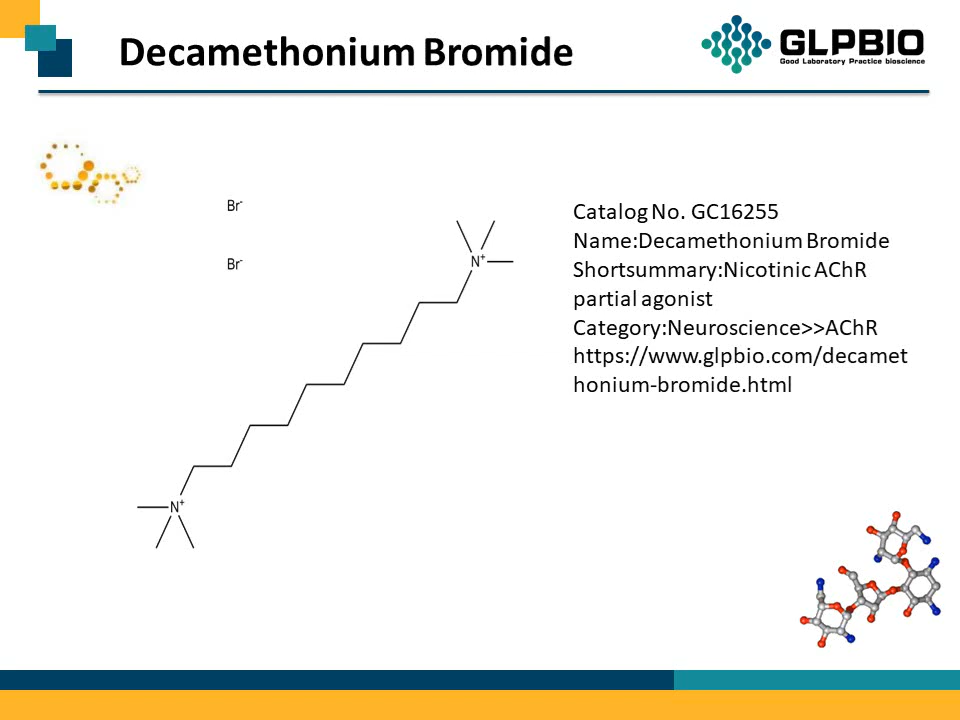 Decamethonium Bromide
GLPBIO
Good Laboratory Practice bioscience
Br-
Br-
N+
N+
Catalog No. GC16255
Name:Decamethonium Bromide
Shortsummary:Nicotinic AChR
partial agonist
Category:Neuroscience>>AChR
https://www.glpbio.com/decamet
honium-bromide.html